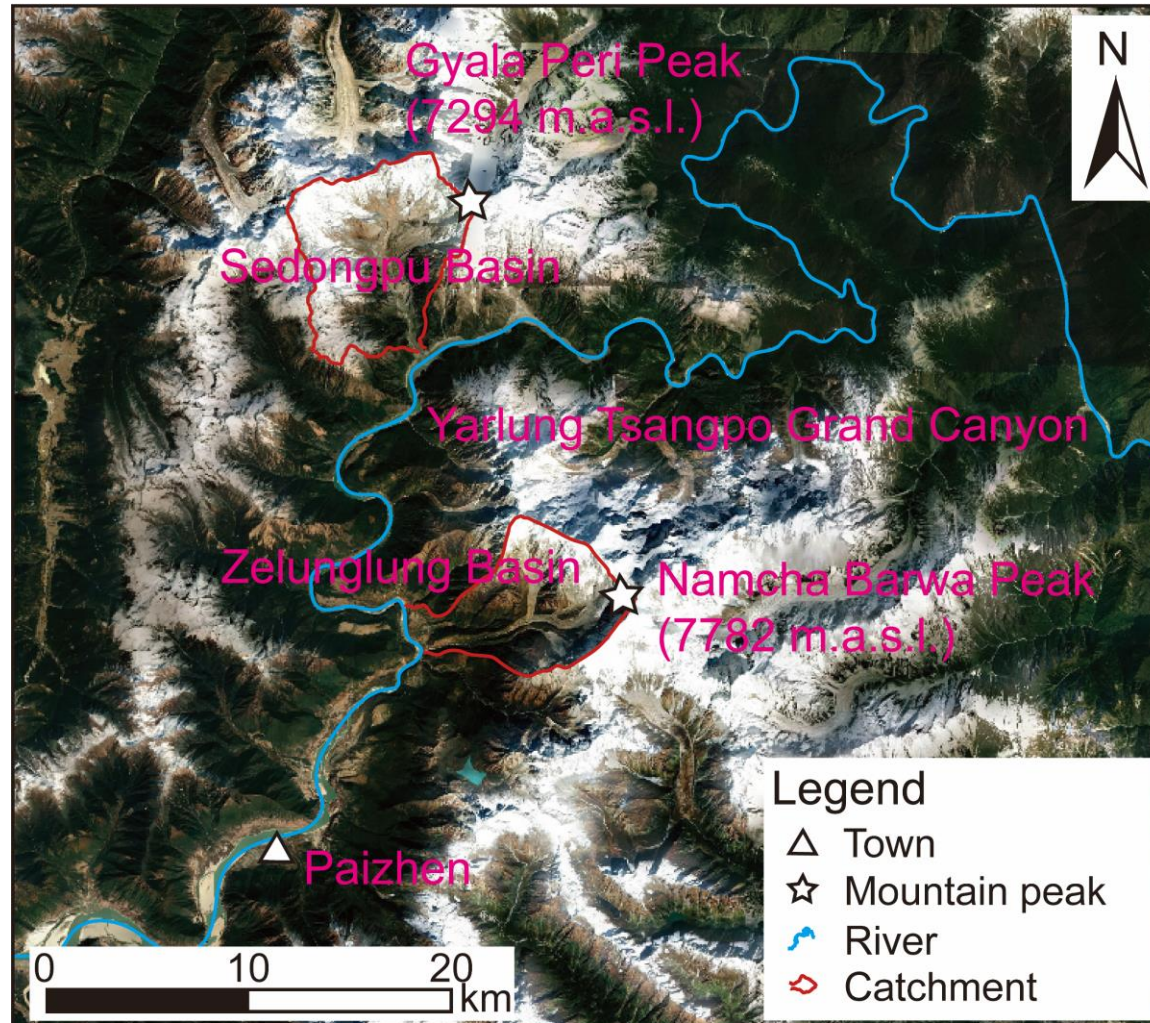 Gyala Peri Peak
(7294 m.a.s.l.)
N
Sedongpu Basin
Yarlung Tsangpo Grand Canyon
Zelunglung Basin
Namcha Barwa Peak
(7782 m.a.s.l.)
Paizhen
Legend
Town
Mountain peak
River
Catchment
0 10 20
km